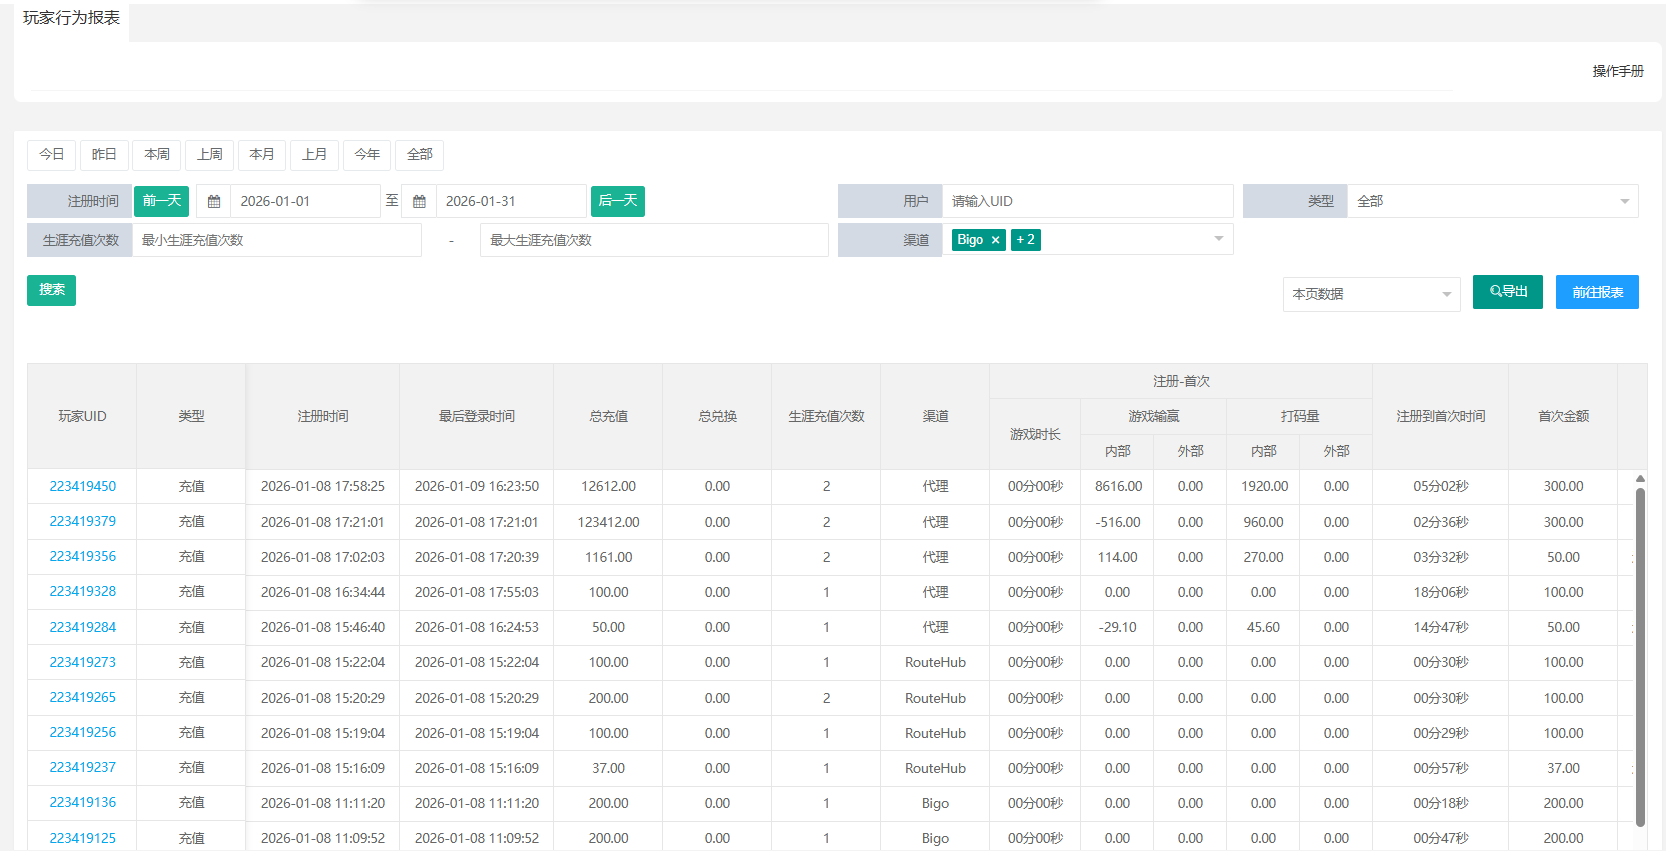 玩家行为报表
操作手册
今日 昨日 本周 上周 本月 上月 今年 全部
注册时间 前一天 2026-01-01 至 2026-01-31 后一天 用户 请输入UID 类型 全部
生涯充值次数 最小生涯充值次数 - 最大生涯充值次数 渠道 Bigo × + 2
搜索 本页数据 导出 前往报表
注册-首次
玩家UID 类型 注册时间 最后登录时间 总充值 总兑换 生涯充值次数 渠道 游戏时长 游戏输赢 打码量 注册到首次时间 首次金额
内部 外部 内部 外部
223419450 充值 2026-01-08 17:58:25 2026-01-09 16:23:50 12612.00 0.00 2 代理 00分00秒 8616.00 0.00 1920.00 0.00 05分02秒 300.00
223419379 充值 2026-01-08 17:21:01 2026-01-08 17:21:01 123412.00 0.00 2 代理 00分00秒 -516.00 0.00 960.00 0.00 02分36秒 300.00
223419356 充值 2026-01-08 17:02:03 2026-01-08 17:20:39 1161.00 0.00 2 代理 00分00秒 114.00 0.00 270.00 0.00 03分32秒 50.00
223419328 充值 2026-01-08 16:34:44 2026-01-08 17:55:03 100.00 0.00 1 代理 00分00秒 0.00 0.00 0.00 0.00 18分06秒 100.00
223419284 充值 2026-01-08 15:46:40 2026-01-08 16:24:53 50.00 0.00 1 代理 00分00秒 -29.10 0.00 45.60 0.00 14分47秒 50.00
223419273 充值 2026-01-08 15:22:04 2026-01-08 15:22:04 100.00 0.00 1 RouteHub 00分00秒 0.00 0.00 0.00 0.00 00分30秒 100.00
223419265 充值 2026-01-08 15:20:29 2026-01-08 15:20:29 200.00 0.00 2 RouteHub 00分00秒 0.00 0.00 0.00 0.00 00分30秒 100.00
223419256 充值 2026-01-08 15:19:04 2026-01-08 15:19:04 100.00 0.00 1 RouteHub 00分00秒 0.00 0.00 0.00 0.00 00分29秒 100.00
223419237 充值 2026-01-08 15:16:09 2026-01-08 15:16:09 37.00 0.00 1 RouteHub 00分00秒 0.00 0.00 0.00 0.00 00分57秒 37.00
223419136 充值 2026-01-08 11:11:20 2026-01-08 11:11:20 200.00 0.00 1 Bigo 00分00秒 0.00 0.00 0.00 0.00 00分18秒 200.00
223419125 充值 2026-01-08 11:09:52 2026-01-08 11:09:52 200.00 0.00 1 Bigo 00分00秒 0.00 0.00 0.00 0.00 00分47秒 200.00